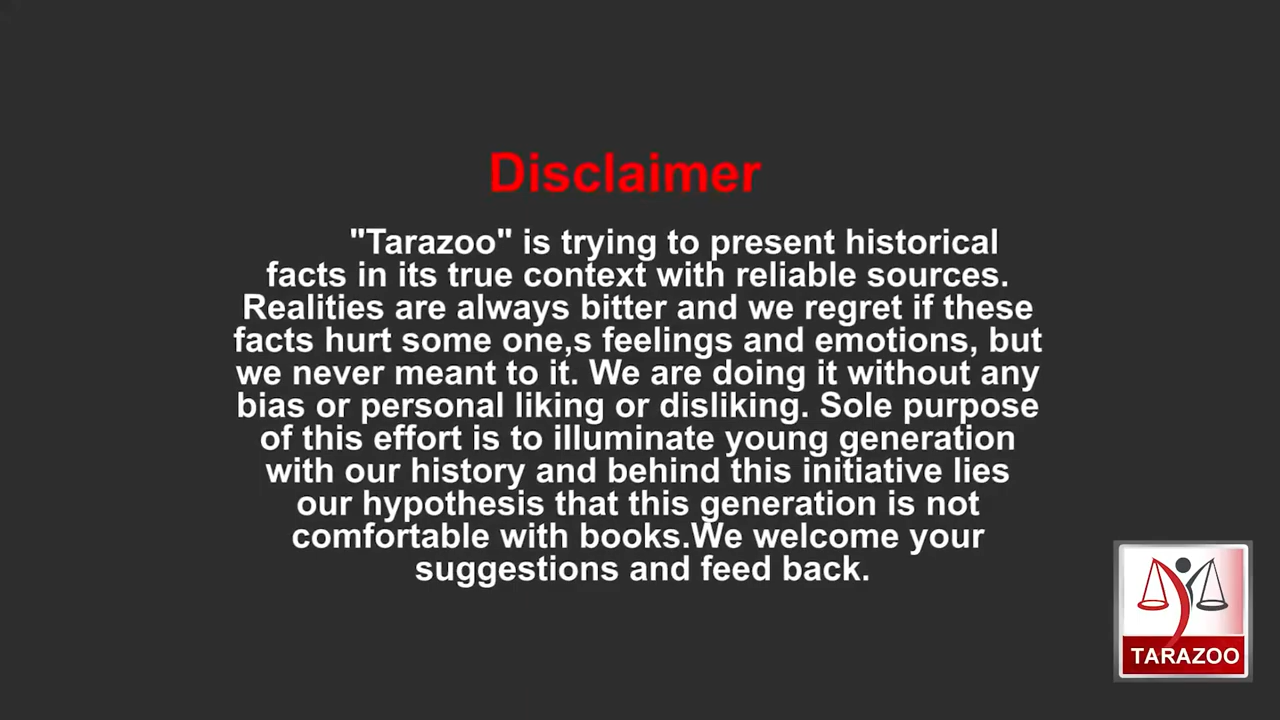 Disclaimer
"Tarazoo" is trying to present historical
facts in its true context with reliable sources.
Realities are always bitter and we regret if these
facts hurt some one,s feelings and emotions, but
we never meant to it. We are doing it without any
bias or personal liking or disliking. Sole purpose
of this effort is to illuminate young generation
with our history and behind this initiative lies
our hypothesis that this generation is not
comfortable with books.We welcome your
suggestions and feed back.
TARAZOO